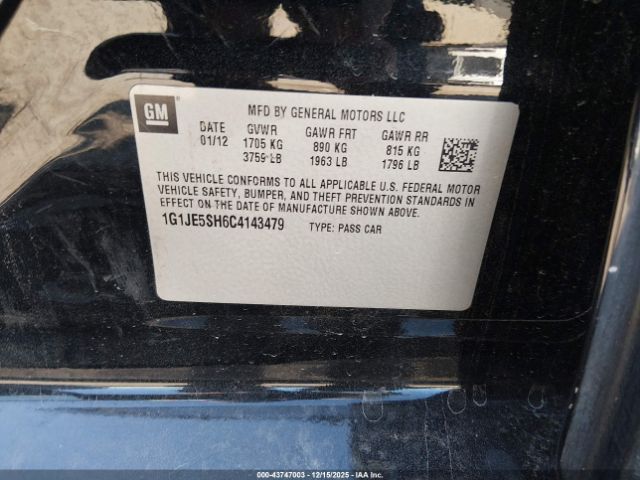 GM
MFD BY GENERAL MOTORS LLC
DATE GVWR GAWR FRT GAWR RR
01/12 1705 KG 890 KG 815 KG
3759 LB 1963 LB 1796 LB
THIS VEHICLE CONFORMS TO ALL APPLICABLE U.S. FEDERAL MOTOR
VEHICLE SAFETY, BUMPER, AND THEFT PREVENTION STANDARDS
IN EFFECT ON THE DATE OF MANUFACTURE SHOWN ABOVE.
1G1JE5SH6C4143479 TYPE: PASS CAR
© 43747003 - 12/15/2025 - IAA, Inc.